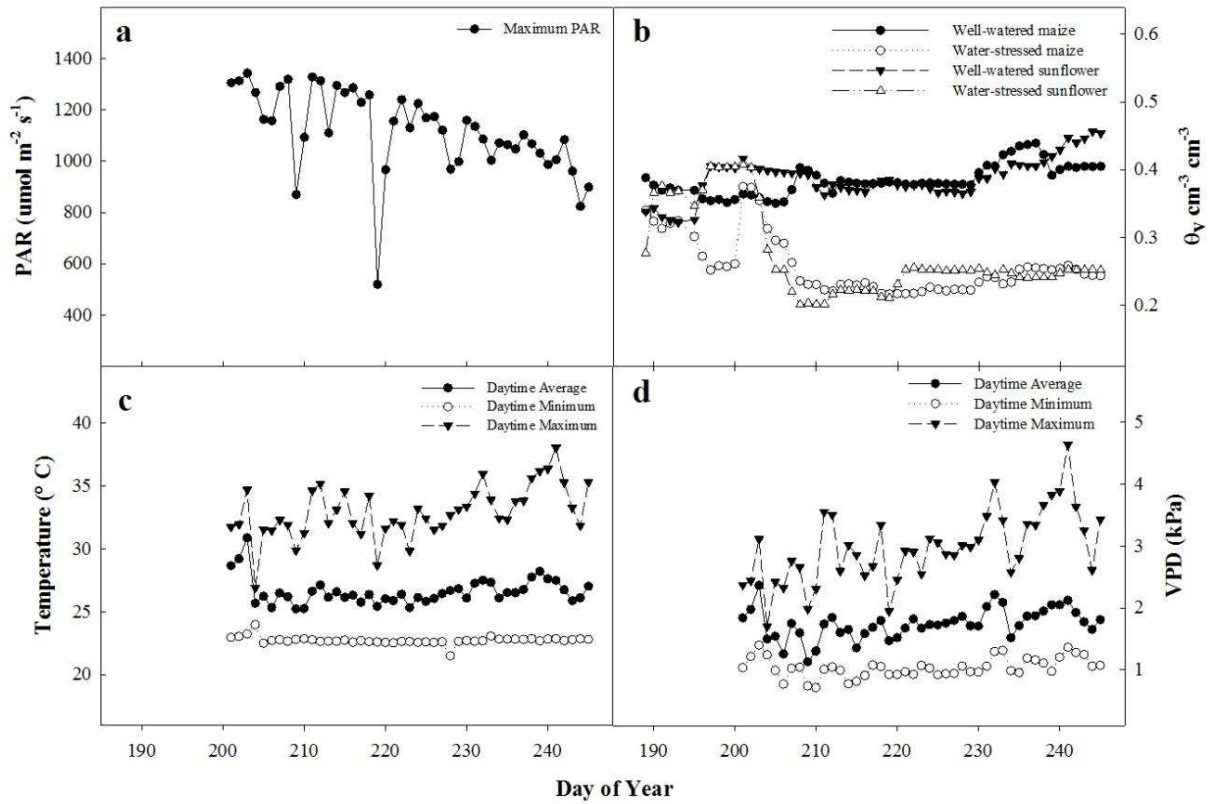 a
Maximum PAR
1400
1200
1000
800
600
400
PAR (umol m⁻² s⁻¹)
b
Well-watered maize
Water-stressed maize
Well-watered sunflower
Water-stressed sunflower
0.6
0.5
0.4
0.3
0.2
θv cm⁻³ cm⁻³
c
Daytime Average
Daytime Minimum
Daytime Maximum
40
35
30
25
20
Temperature (° C)
190 200 210 220 230 240
d
Daytime Average
Daytime Minimum
Daytime Maximum
5
4
3
2
1
VPD (kPa)
190 200 210 220 230 240
Day of Year